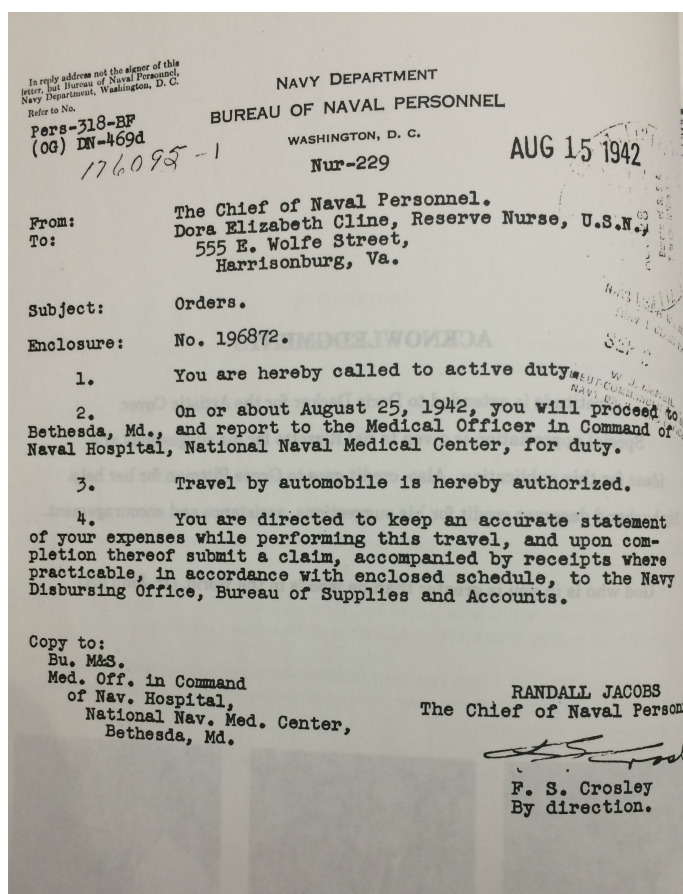 In reply address not the signer of this
letter, but Bureau of Naval Personnel,
Navy Department, Washington, D. C.
Refer to No.
Pers-318-BF
(OG) DN-469d
176095-1
NAVY DEPARTMENT
BUREAU OF NAVAL PERSONNEL
WASHINGTON, D. C.
Nur-229
AUG 15 1942
From: The Chief of Naval Personnel.
To: Dora Elizabeth Cline, Reserve Nurse, U.S.N.,
555 E. Wolfe Street,
Harrisonburg, Va.
Subject: Orders.
Enclosure: No. 196872.
1. You are hereby called to active duty.
2. On or about August 25, 1942, you will proceed to
Bethesda, Md., and report to the Medical Officer in Command of
Naval Hospital, National Naval Medical Center, for duty.
3. Travel by automobile is hereby authorized.
4. You are directed to keep an accurate statement
of your expenses while performing this travel, and upon com-
pletion thereof submit a claim, accompanied by receipts where
practicable, in accordance with enclosed schedule, to the Navy
Disbursing Office, Bureau of Supplies and Accounts.
Copy to:
Bu. M&S.
Med. Off. in Command
of Nav. Hospital,
National Nav. Med. Center,
Bethesda, Md.
RANDALL JACOBS
The Chief of Naval Person
F. S. Crosley
By direction.